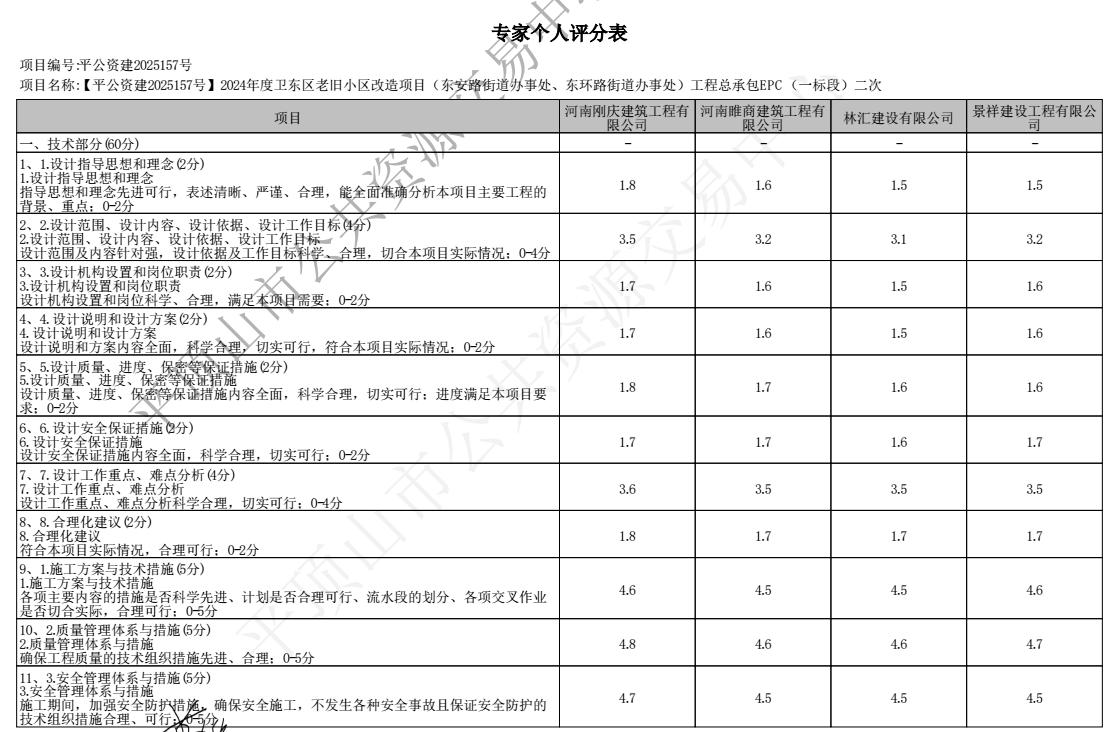 专家个人评分表
项目编号:平公资建2025157号
项目名称:【平公资建2025157号】2024年度卫东区老旧小区改造项目（东安路街道办事处、东环路街道办事处）工程总承包EPC（一标段）二次
项目 河南刚庆建筑工程有限公司 河南睢商建筑工程有限公司 林汇建设有限公司 景祥建设工程有限公司
一、技术部分(60分) - - - -
1、1.设计指导思想和理念(2分)
1.设计指导思想和理念
指导思想和理念先进可行，表述清晰、严谨、合理，能全面准确分析本项目主要工程的
背景、重点；0-2分
1.8 1.6 1.5 1.5
2、2.设计范围、设计内容、设计依据、设计工作目标(4分)
2.设计范围、设计内容、设计依据、设计工作目标
设计范围及内容针对强，设计依据及工作目标科学、合理，切合本项目实际情况；0-4分
3.5 3.2 3.1 3.2
3、3.设计机构设置和岗位职责(2分)
3.设计机构设置和岗位职责
设计机构设置和岗位科学、合理，满足本项目需要；0-2分
1.7 1.6 1.5 1.6
4、4.设计说明和设计方案(2分)
4.设计说明和设计方案
设计说明和方案内容全面，科学合理，切实可行，符合本项目实际情况；0-2分
1.7 1.6 1.5 1.6
5、5.设计质量、进度、保密等保证措施(2分)
5.设计质量、进度、保密等保证措施
设计质量、进度、保密等保证措施内容全面，科学合理，切实可行；进度满足本项目要
求；0-2分
1.8 1.7 1.6 1.6
6、6.设计安全保证措施(2分)
6.设计安全保证措施
设计安全保证措施内容全面，科学合理，切实可行；0-2分
1.7 1.7 1.6 1.7
7、7.设计工作重点、难点分析(4分)
7.设计工作重点、难点分析
设计工作重点、难点分析科学合理，切实可行；0-4分
3.6 3.5 3.5 3.5
8、8.合理化建议(2分)
8.合理化建议
符合本项目实际情况，合理可行；0-2分
1.8 1.7 1.7 1.7
9、1.施工方案与技术措施(5分)
1.施工方案与技术措施
各项主要内容的措施是否科学先进、计划是否合理可行、流水段的划分、各项交叉作业
是否切合实际，合理可行；0-5分
4.6 4.5 4.5 4.6
10、2.质量管理体系与措施(5分)
2.质量管理体系与措施
确保工程质量的技术组织措施先进、合理；0-5分
4.8 4.6 4.6 4.7
11、3.安全管理体系与措施(5分)
3.安全管理体系与措施
施工期间，加强安全防护措施，确保安全施工，不发生各种安全事故且保证安全防护的
技术组织措施合理、可行；0-5分
4.7 4.5 4.5 4.5
平顶山市公共资源交易中
平顶山市公共资源交易中